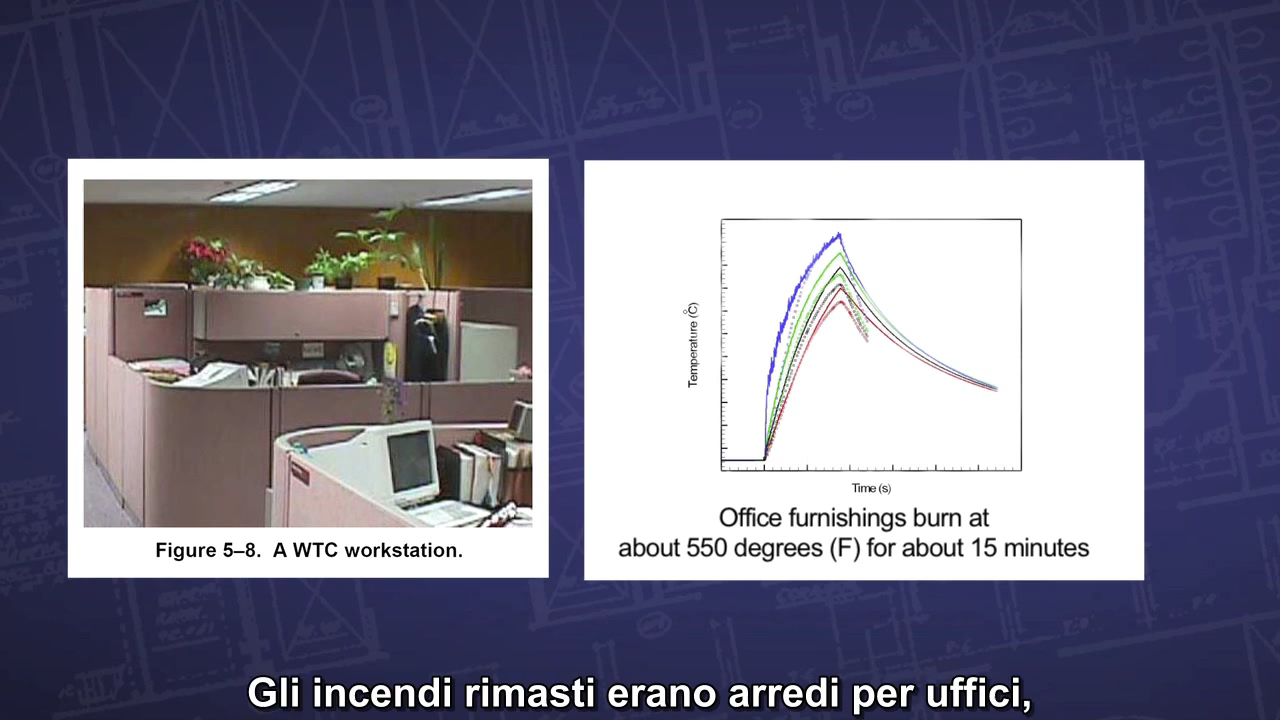 Figure 5–8. A WTC workstation.
Temperature (°C)
Time (s)
Office furnishings burn at
about 550 degrees (F) for about 15 minutes
Gli incendi rimasti erano arredi per uffici,